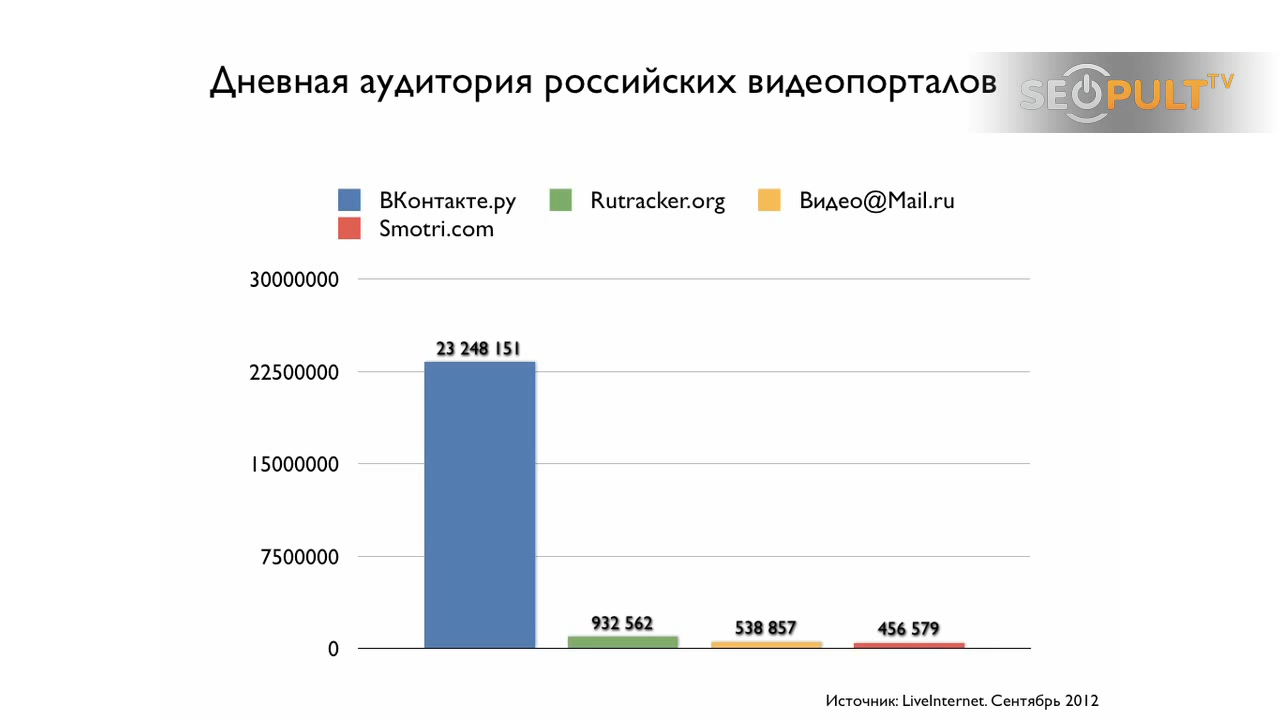 Дневная аудитория российских видеопорталов
SEOPULT TV
ВКонтакте.ру Rutracker.org Видео@Mail.ru
Smotri.com
30000000
23 248 151
22500000
15000000
7500000
932 562 538 857 456 579
0
Источник: LiveInternet. Сентябрь 2012